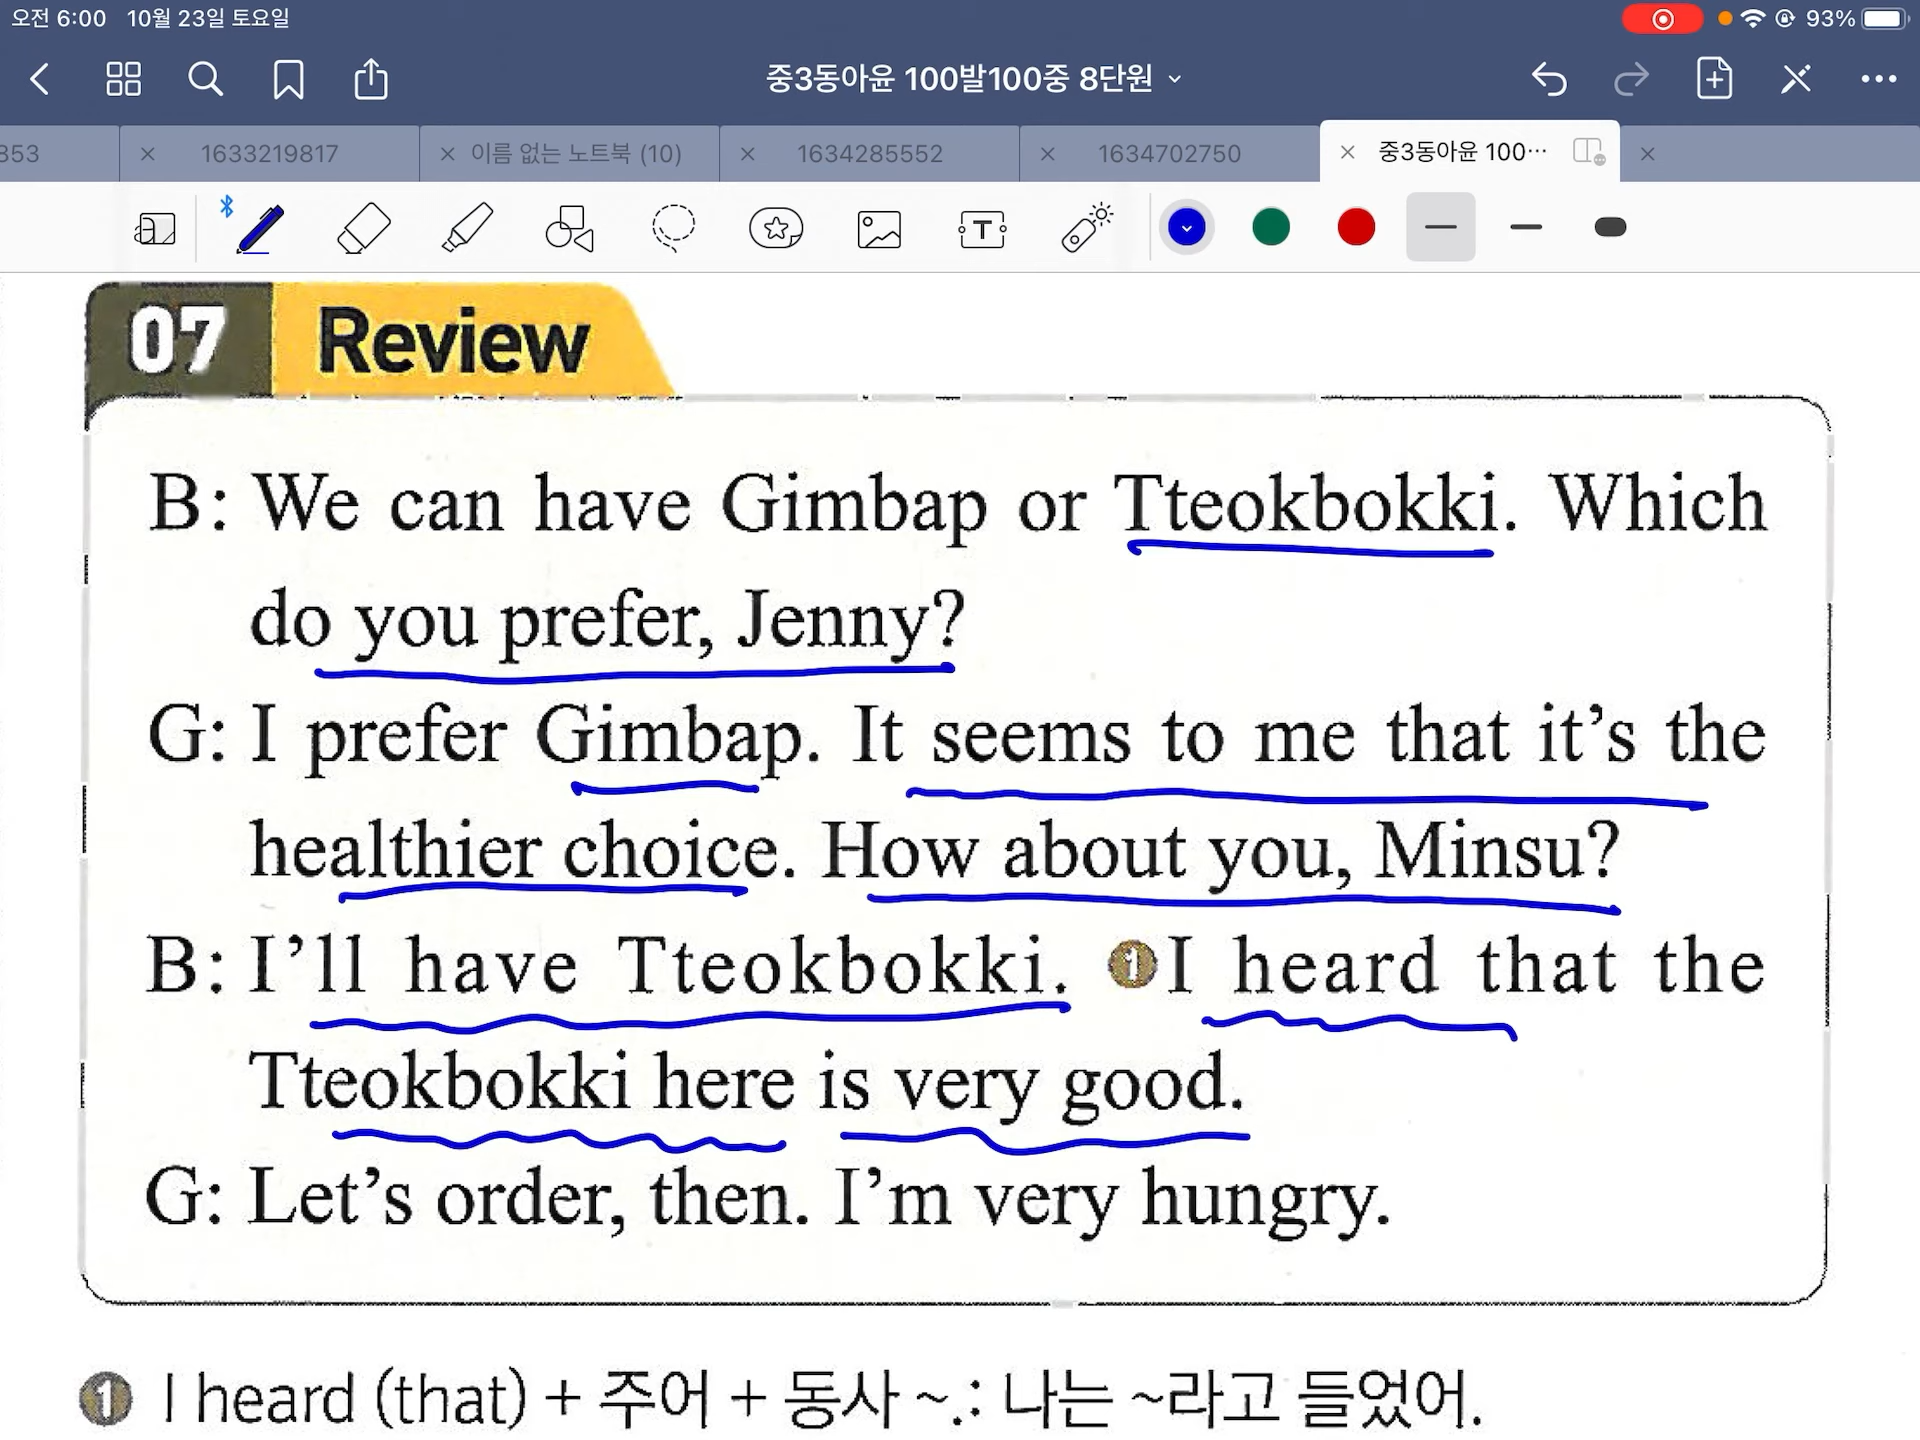 오전 6:00 10월 23일 토요일
93%
중3동아윤 100발100중 8단원
853
1633219817
이름 없는 노트북 (10)
1634285552
1634702750
중3동아윤 100…
07 Review
B: We can have Gimbap or Tteokbokki. Which
do you prefer, Jenny?
G: I prefer Gimbap. It seems to me that it's the
healthier choice. How about you, Minsu?
B: I'll have Tteokbokki. ❶I heard that the
Tteokbokki here is very good.
G: Let's order, then. I'm very hungry.
❶ I heard (that) + 주어 + 동사 ~.: 나는 ~라고 들었어.